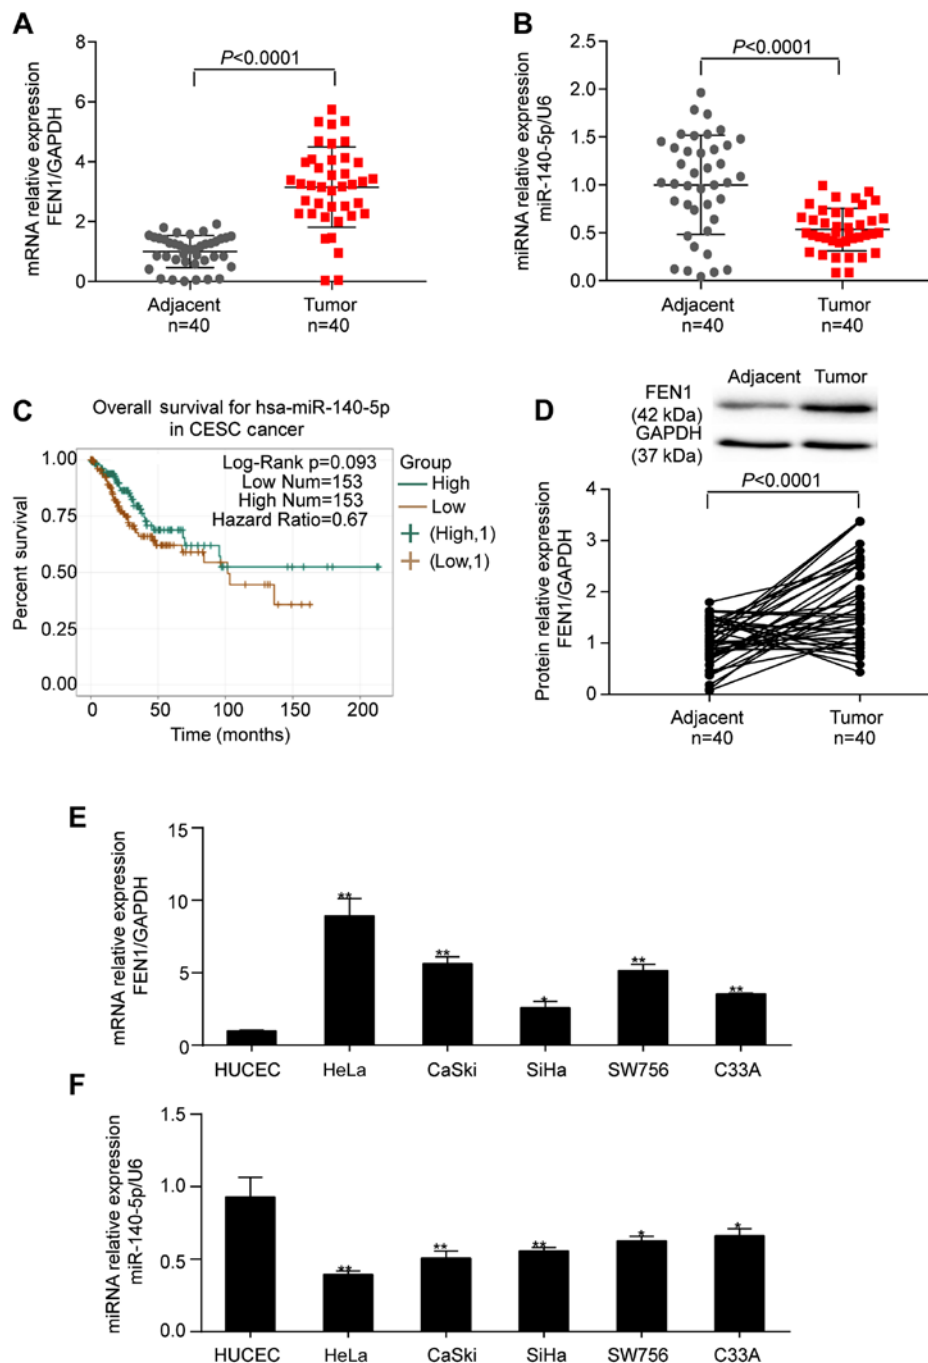 A
mRNA relative expression
FEN1/GAPDH
8
6
4
2
0
P<0.0001
Adjacent
n=40
Tumor
n=40
B
miRNA relative expression
miR-140-5p/U6
2.5
2.0
1.5
1.0
0.5
0.0
P<0.0001
Adjacent
n=40
Tumor
n=40
C
Overall survival for hsa-miR-140-5p
in CESC cancer
Percent survival
1.00
0.75
0.50
0.25
0.00
Log-Rank p=0.093
Low Num=153
High Num=153
Hazard Ratio=0.67
Group
High
Low
(High,1)
(Low,1)
0 50 100 150 200
Time (months)
D
Adjacent Tumor
FEN1
(42 kDa)
GAPDH
(37 kDa)
P<0.0001
Protein relative expression
FEN1/GAPDH
4
3
2
1
0
Adjacent
n=40
Tumor
n=40
E
mRNA relative expression
FEN1/GAPDH
15
10
5
0
**
**
*
**
**
HUCEC HeLa CaSki SiHa SW756 C33A
F
miRNA relative expression
miR-140-5p/U6
1.5
1.0
0.5
0.0
**
**
**
*
*
HUCEC HeLa CaSki SiHa SW756 C33A